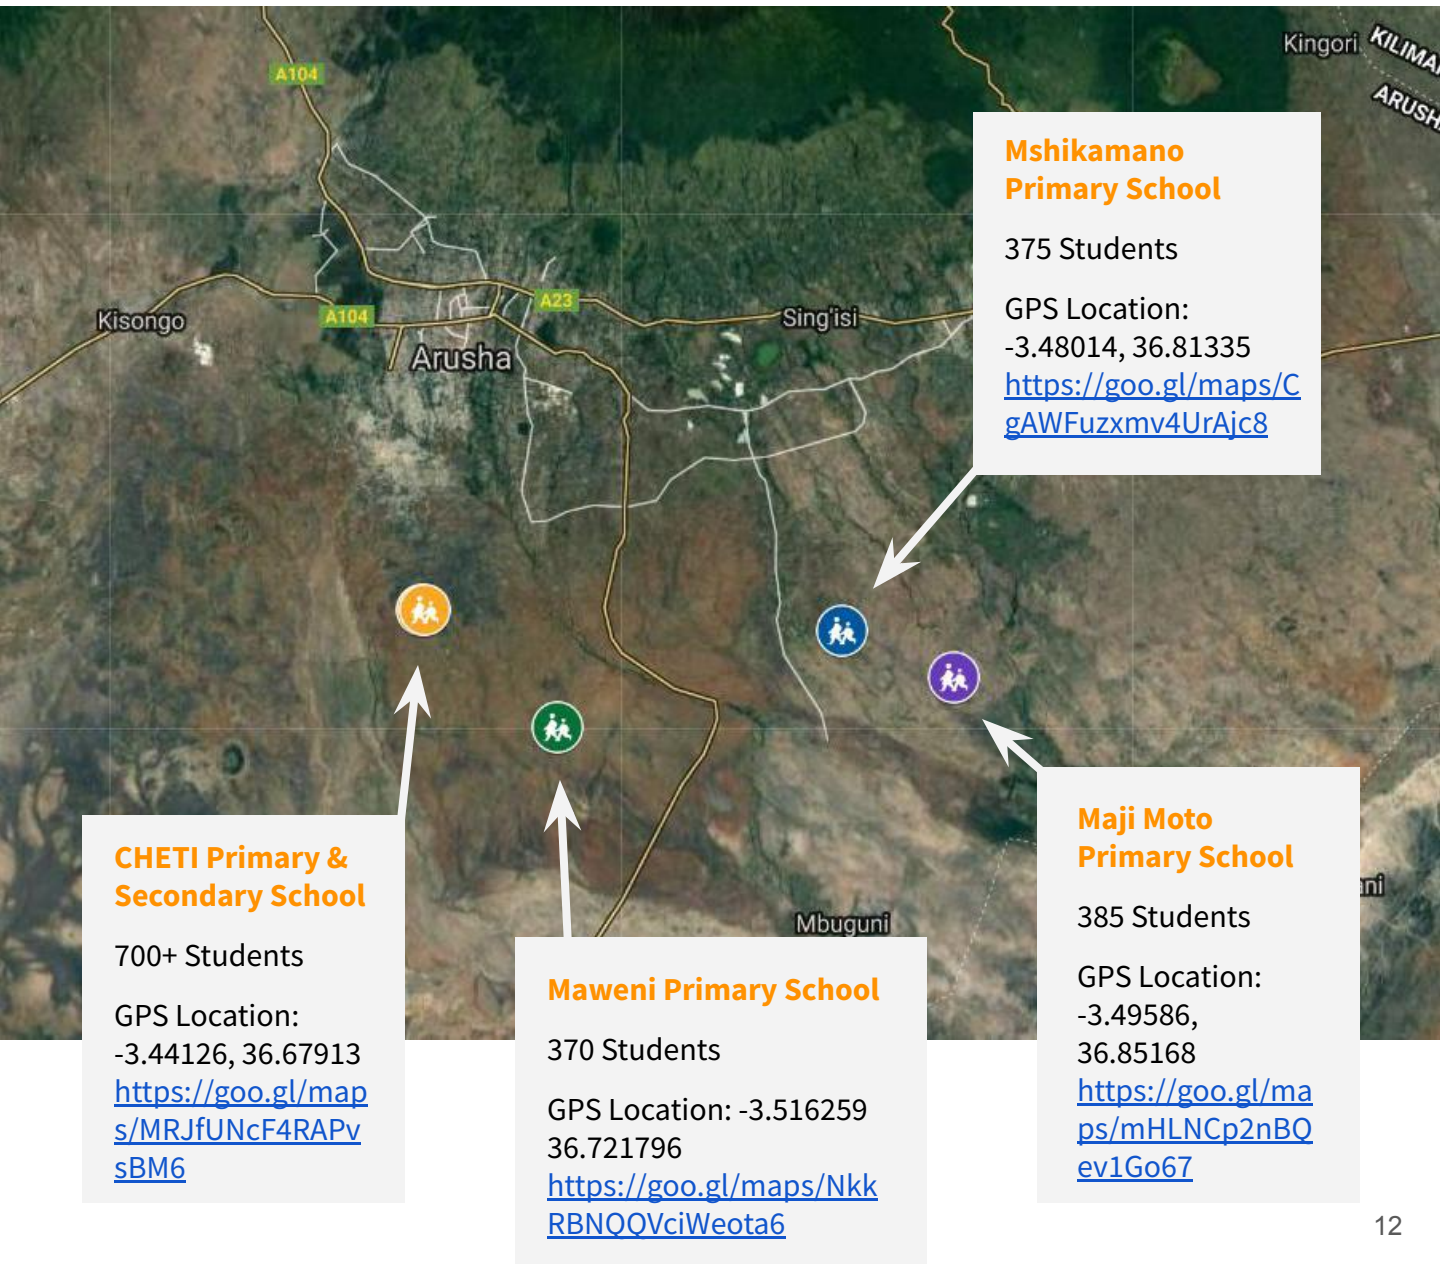 A104
Kingori
KILIMAN
ARUSH
Mshikamano
Primary School
375 Students
GPS Location:
-3.48014, 36.81335
https://goo.gl/maps/C
gAWFuzxmv4UrAjc8
A23
A104
Kisongo
Sing'isi
Arusha
CHETI Primary &
Secondary School
700+ Students
GPS Location:
-3.44126, 36.67913
https://goo.gl/map
s/MRJfUNcF4RAPv
sBM6
Mbuguni
Maweni Primary School
370 Students
GPS Location: -3.516259
36.721796
https://goo.gl/maps/Nkk
RBNQQVciWeota6
Maji Moto
Primary School
385 Students
GPS Location:
-3.49586,
36.85168
https://goo.gl/ma
ps/mHLNCp2nBQ
ev1Go67
ani
12